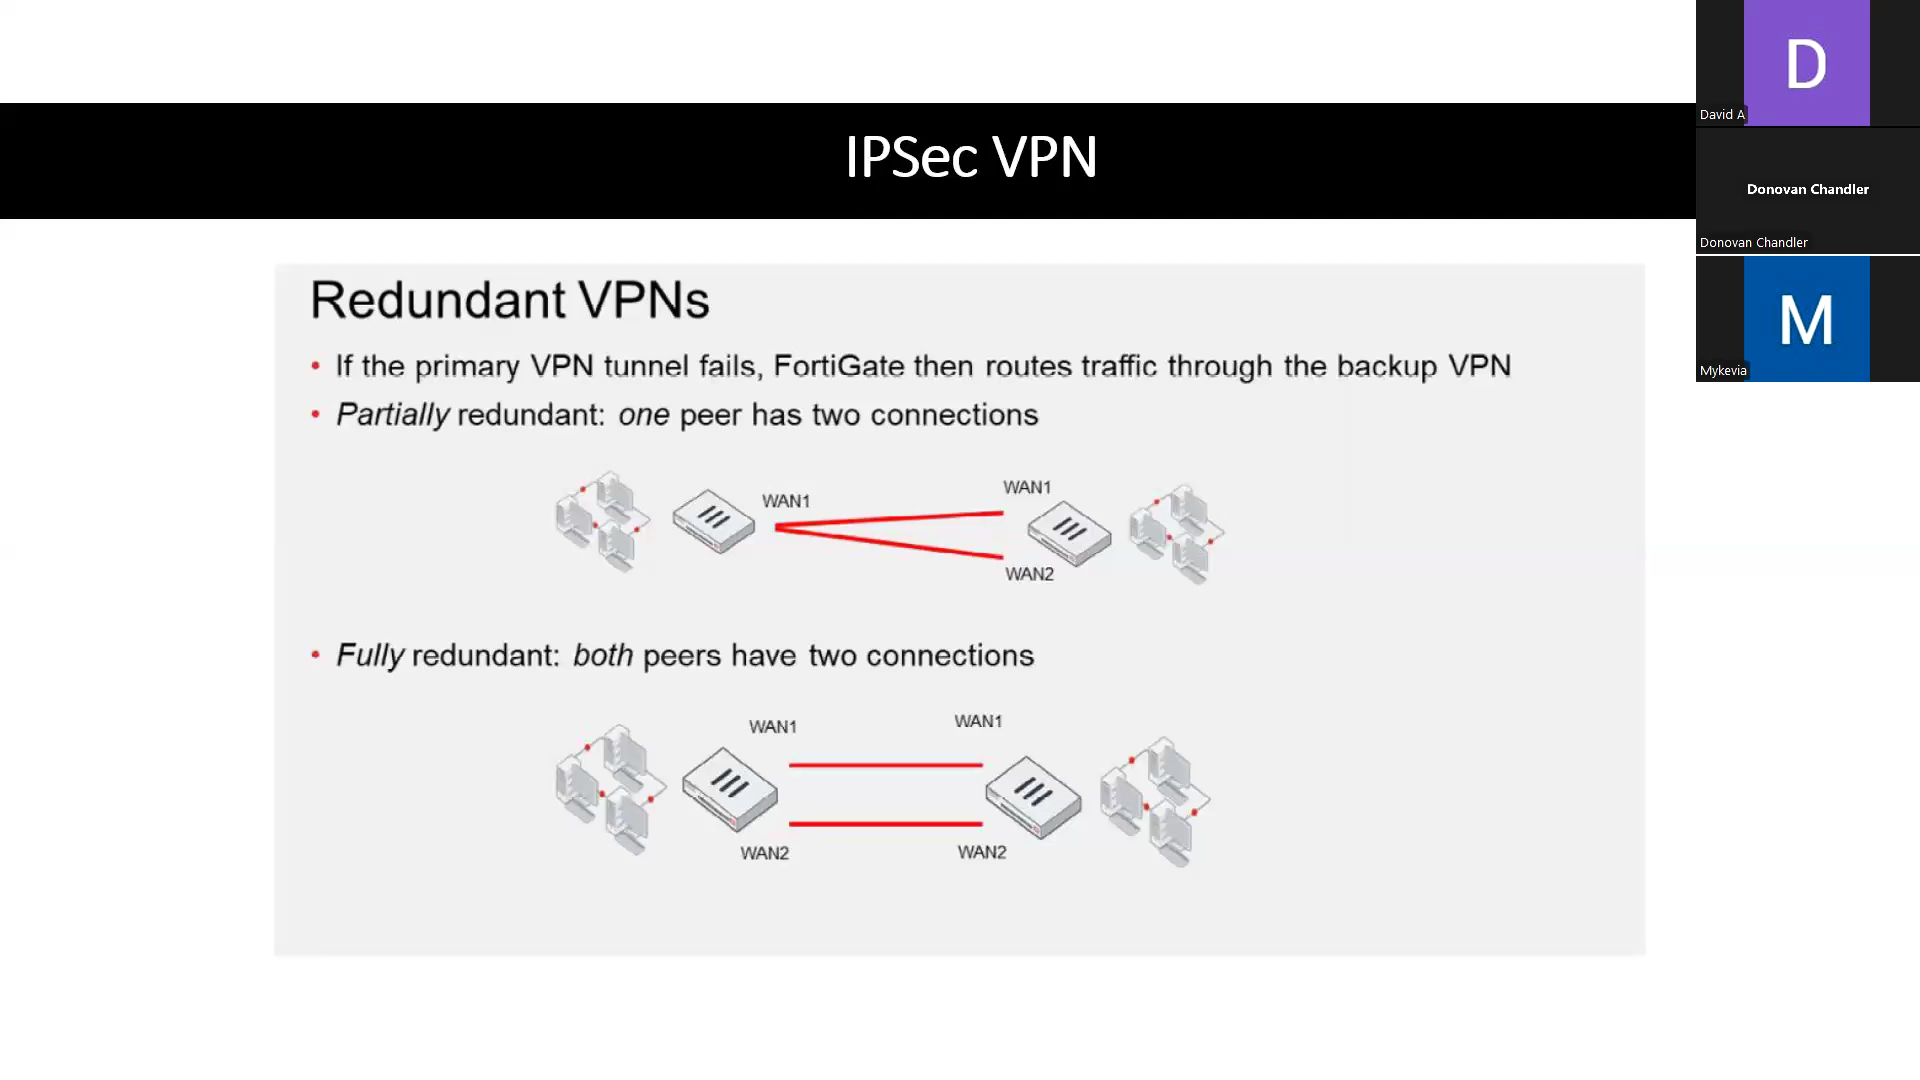 IPSec VPN
Redundant VPNs
• If the primary VPN tunnel fails, FortiGate then routes traffic through the backup VPN
• Partially redundant: one peer has two connections
WAN1
WAN1
WAN2
• Fully redundant: both peers have two connections
WAN1
WAN1
WAN2
WAN2
D
David A
Donovan Chandler
Donovan Chandler
M
Mykevia